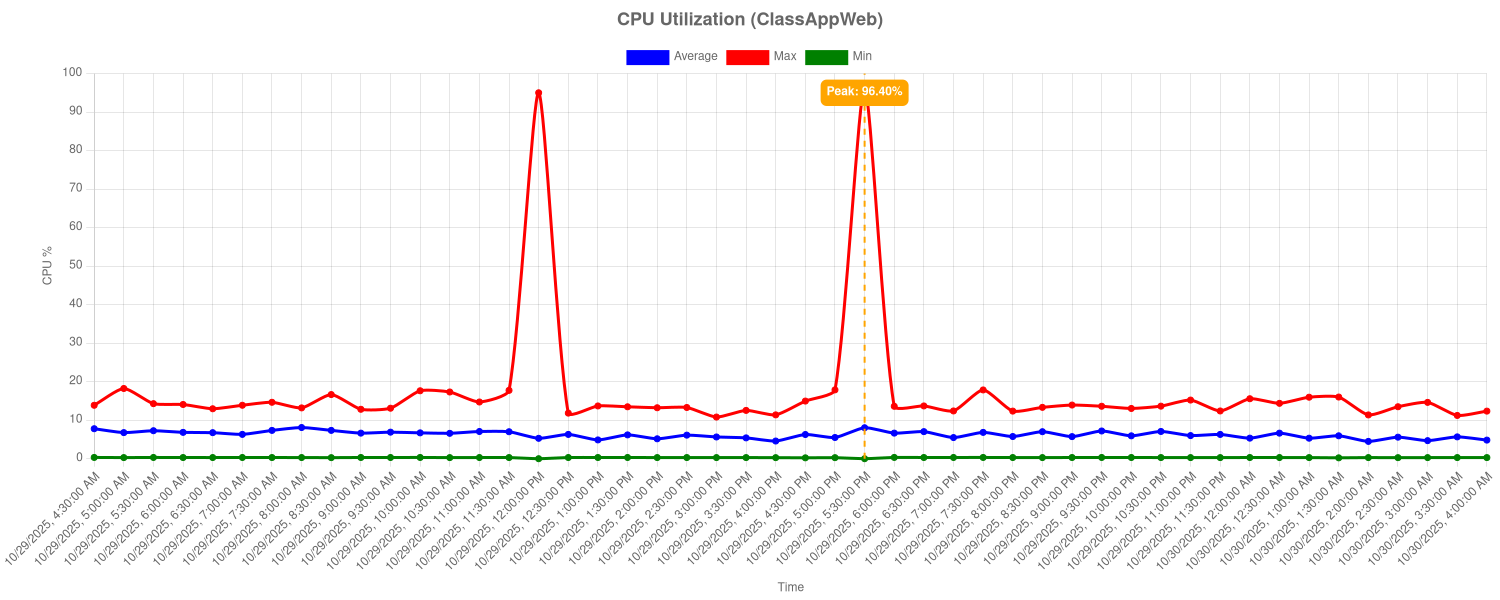 CPU Utilization (ClassAppWeb)
Average
Max
Min
CPU %
100
90
80
70
60
50
40
30
20
10
0
Peak: 96.40%
10/29/2025, 4:30:00 AM
10/29/2025, 5:00:00 AM
10/29/2025, 5:30:00 AM
10/29/2025, 6:00:00 AM
10/29/2025, 6:30:00 AM
10/29/2025, 7:00:00 AM
10/29/2025, 7:30:00 AM
10/29/2025, 8:00:00 AM
10/29/2025, 8:30:00 AM
10/29/2025, 9:00:00 AM
10/29/2025, 9:30:00 AM
10/29/2025, 10:00:00 AM
10/29/2025, 10:30:00 AM
10/29/2025, 11:00:00 AM
10/29/2025, 11:30:00 AM
10/29/2025, 12:00:00 PM
10/29/2025, 12:30:00 PM
10/29/2025, 1:00:00 PM
10/29/2025, 1:30:00 PM
10/29/2025, 2:00:00 PM
10/29/2025, 2:30:00 PM
10/29/2025, 3:00:00 PM
10/29/2025, 3:30:00 PM
10/29/2025, 4:00:00 PM
10/29/2025, 4:30:00 PM
10/29/2025, 5:00:00 PM
10/29/2025, 5:30:00 PM
10/29/2025, 6:00:00 PM
10/29/2025, 6:30:00 PM
10/29/2025, 7:00:00 PM
10/29/2025, 7:30:00 PM
10/29/2025, 8:00:00 PM
10/29/2025, 8:30:00 PM
10/29/2025, 9:00:00 PM
10/29/2025, 9:30:00 PM
10/29/2025, 10:00:00 PM
10/29/2025, 10:30:00 PM
10/29/2025, 11:00:00 PM
10/29/2025, 11:30:00 PM
10/30/2025, 12:00:00 AM
10/30/2025, 12:30:00 AM
10/30/2025, 1:00:00 AM
10/30/2025, 1:30:00 AM
10/30/2025, 2:00:00 AM
10/30/2025, 2:30:00 AM
10/30/2025, 3:00:00 AM
10/30/2025, 3:30:00 AM
10/30/2025, 4:00:00 AM
Time